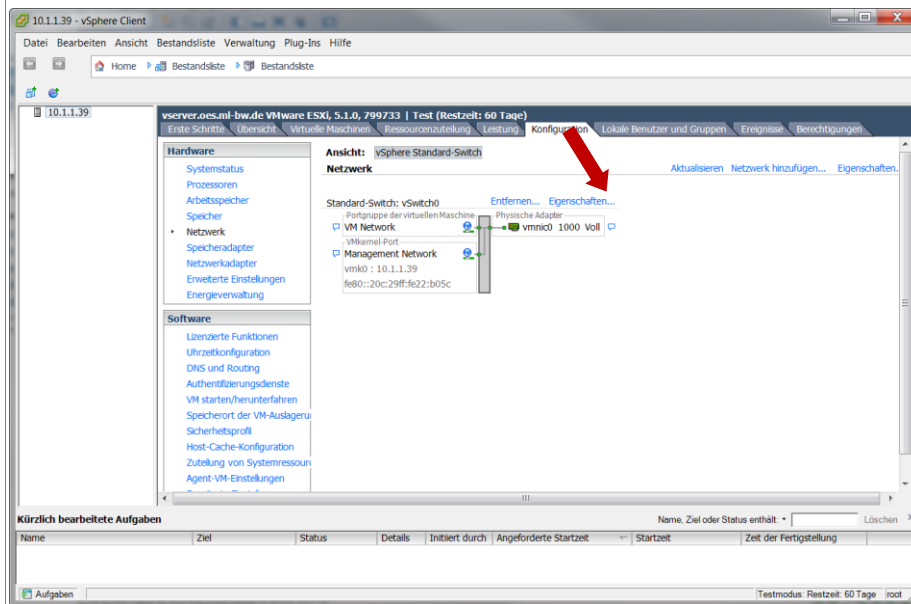 10.1.1.39 - vSphere Client
Datei Bearbeiten Ansicht Bestandsliste Verwaltung Plug-Ins Hilfe
Home Bestandsliste Bestandsliste
10.1.1.39
vserver.oes.ml-bw.de VMware ESXi, 5.1.0, 799733 | Test (Restzeit: 60 Tage)
Erste Schritte Übersicht Virtuelle Maschinen Ressourcenzuteilung Leistung Konfiguration Lokale Benutzer und Gruppen Ereignisse Berechtigungen
Hardware
Systemstatus
Prozessoren
Arbeitsspeicher
Speicher
Netzwerk
Speicheradapter
Netzwerkadapter
Erweiterte Einstellungen
Energieverwaltung
Software
Lizenzierte Funktionen
Uhrzeitkonfiguration
DNS und Routing
Authentifizierungsdienste
VM starten/herunterfahren
Speicherort der VM-Auslageru
Sicherheitsprofil
Host-Cache-Konfiguration
Zuteilung von Systemressour
Agent-VM-Einstellungen
Ansicht: vSphere Standard-Switch
Netzwerk Aktualisieren Netzwerk hinzufügen... Eigenschaften.
Standard-Switch: vSwitch0 Entfernen... Eigenschaften...
Portgruppe der virtuellen Maschine Physische Adapter
VM Network vmnic0 1000 Voll
VMkernel-Port
Management Network
vmk0 : 10.1.1.39
fe80::20c:29ff:fe22:b05c
Kürzlich bearbeitete Aufgaben Name, Ziel oder Status enthält: Löschen
Name Ziel Status Details Initiiert durch Angeforderte Startzeit Startzeit Zeit der Fertigstellung
Aufgaben Testmodus: Restzeit: 60 Tage root